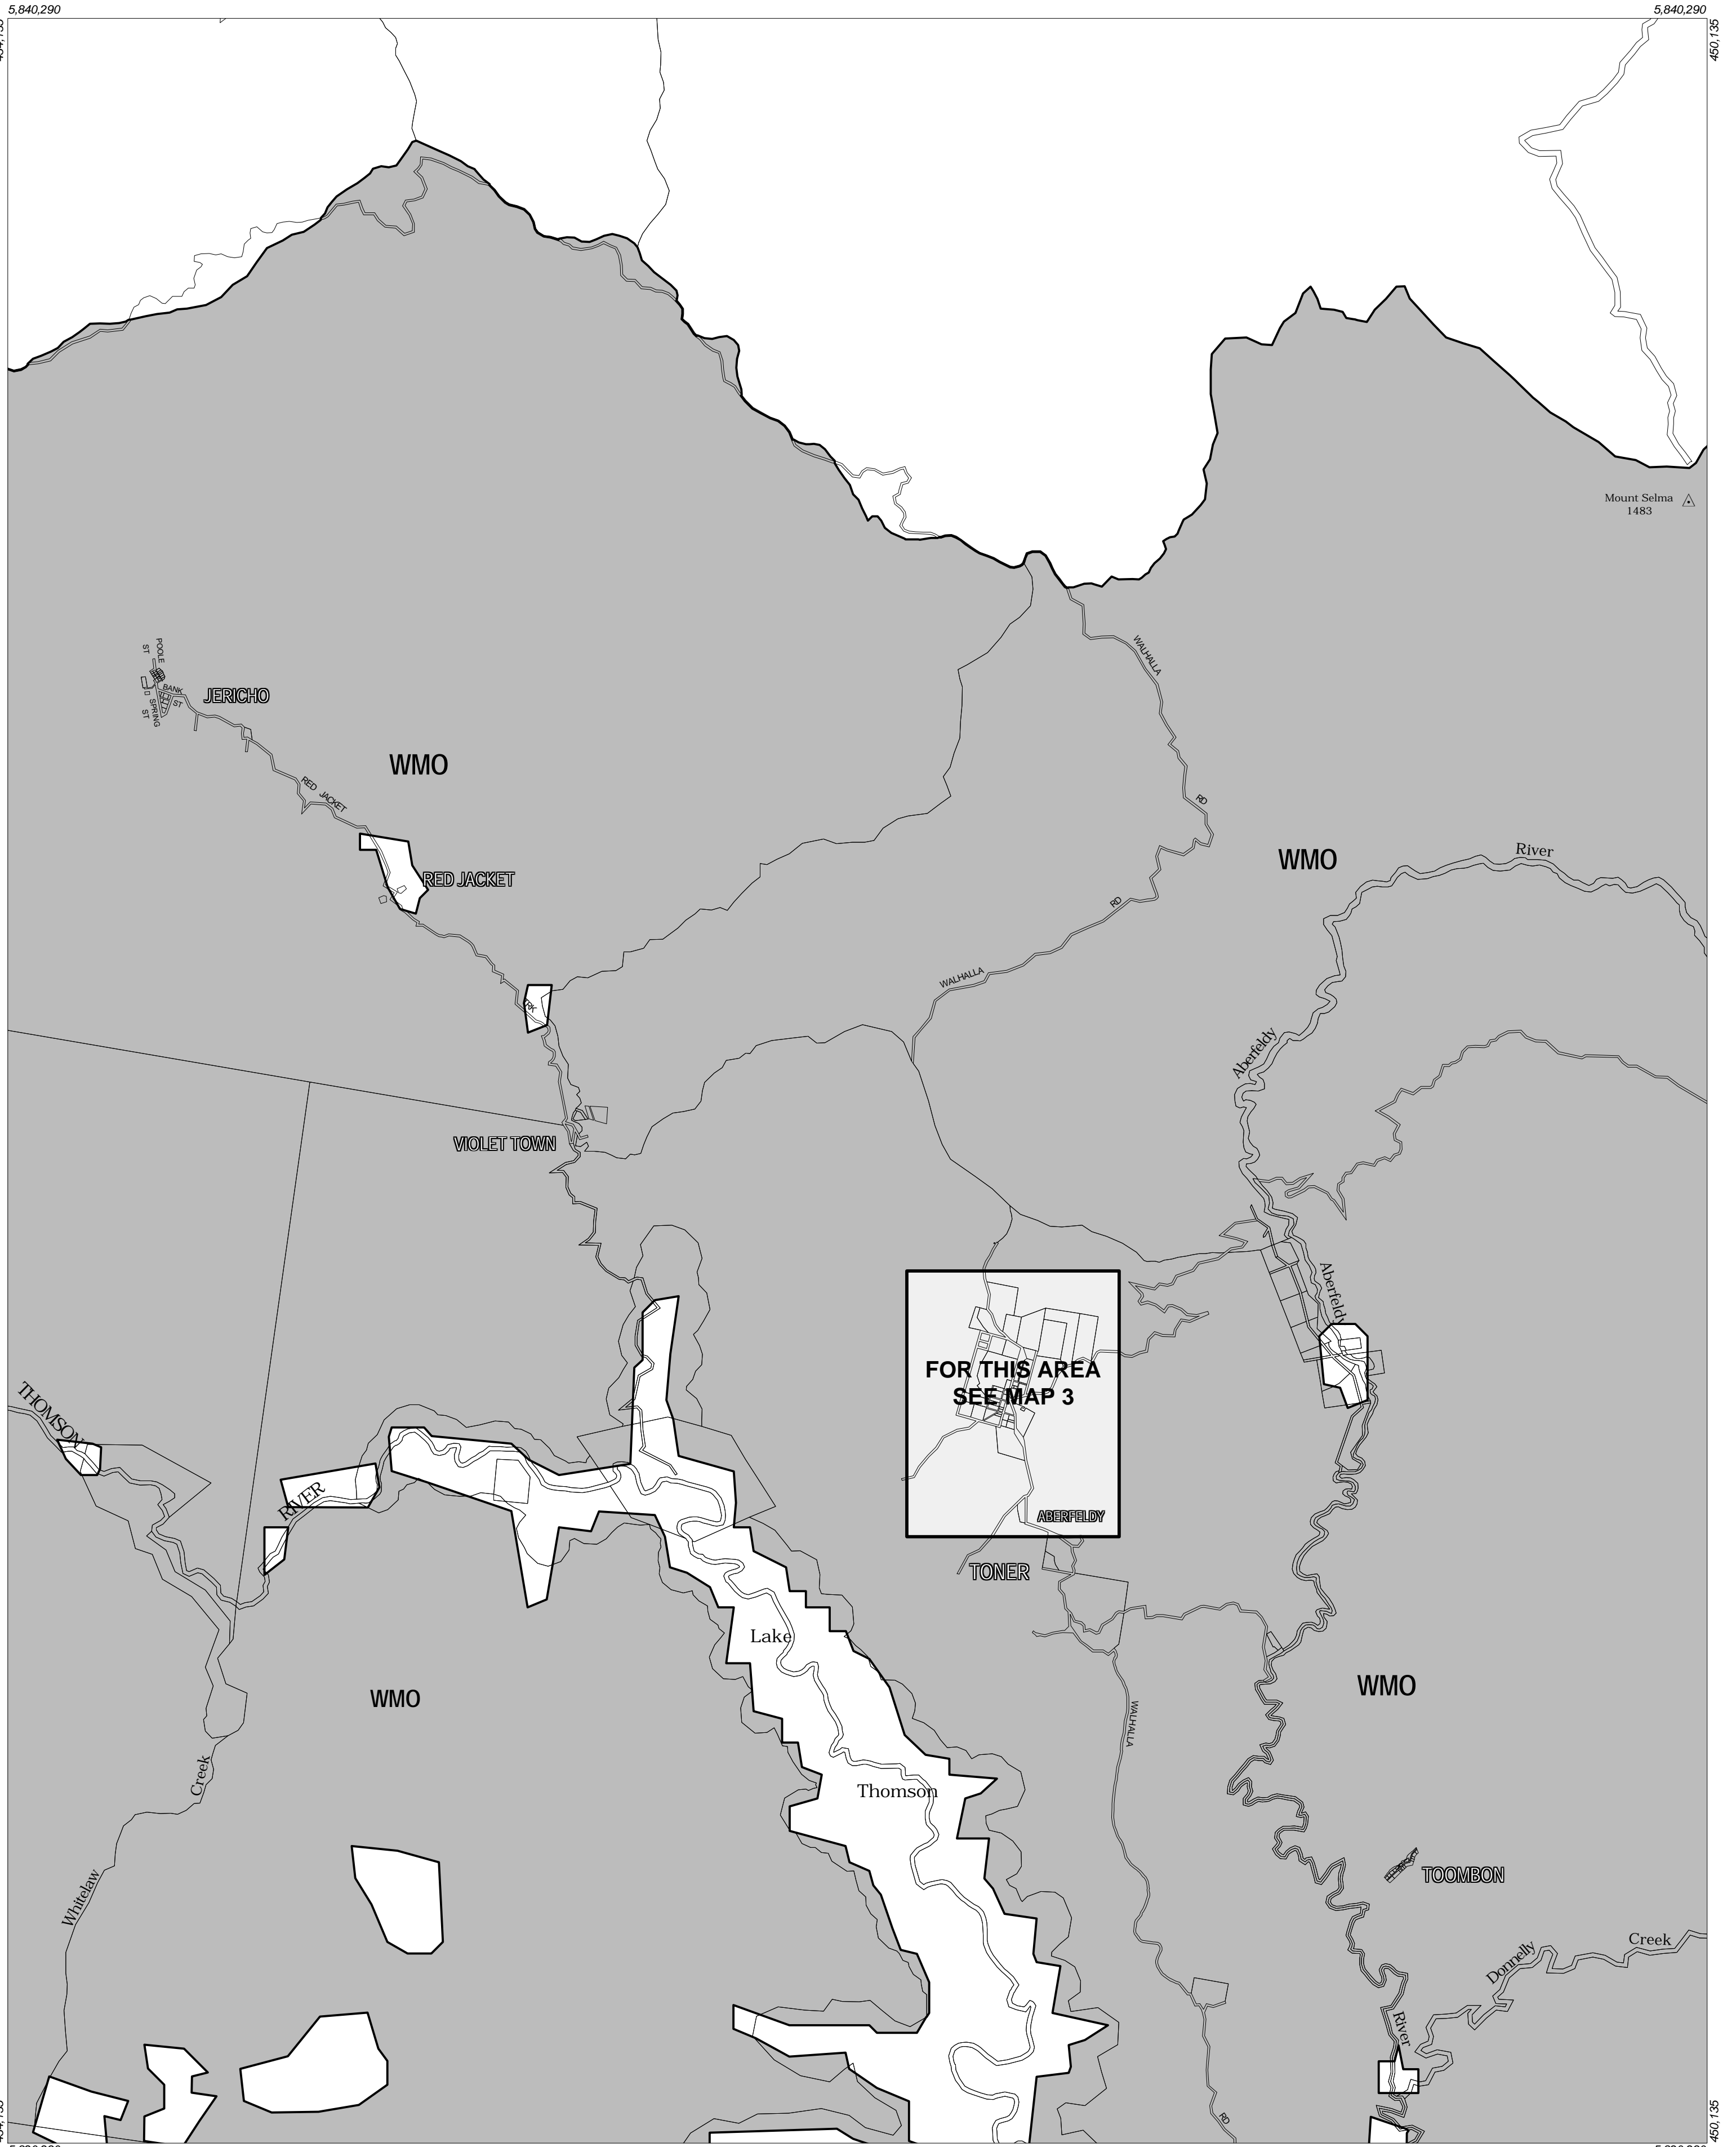 5,840,290
5,840,290
450,135
Mount Selma
1483
POOLE
ST
BANK
ST
SPRING
ST
JERICHO
WALHALLA
WMO
RED JACKET
RD
WMO
River
RED JACKET
RD
WALHALLA
TRK
Aberfeldy
VIOLET TOWN
Aberfeldy
FOR THIS AREA
SEE MAP 3
THOMSON
RIVER
ABERFELDY
TONER
Lake
WMO
WMO
WALHALLA
Creek
Thomson
TOOMBON
Whitelaw
Creek
Donnelly
River
RD
450,135